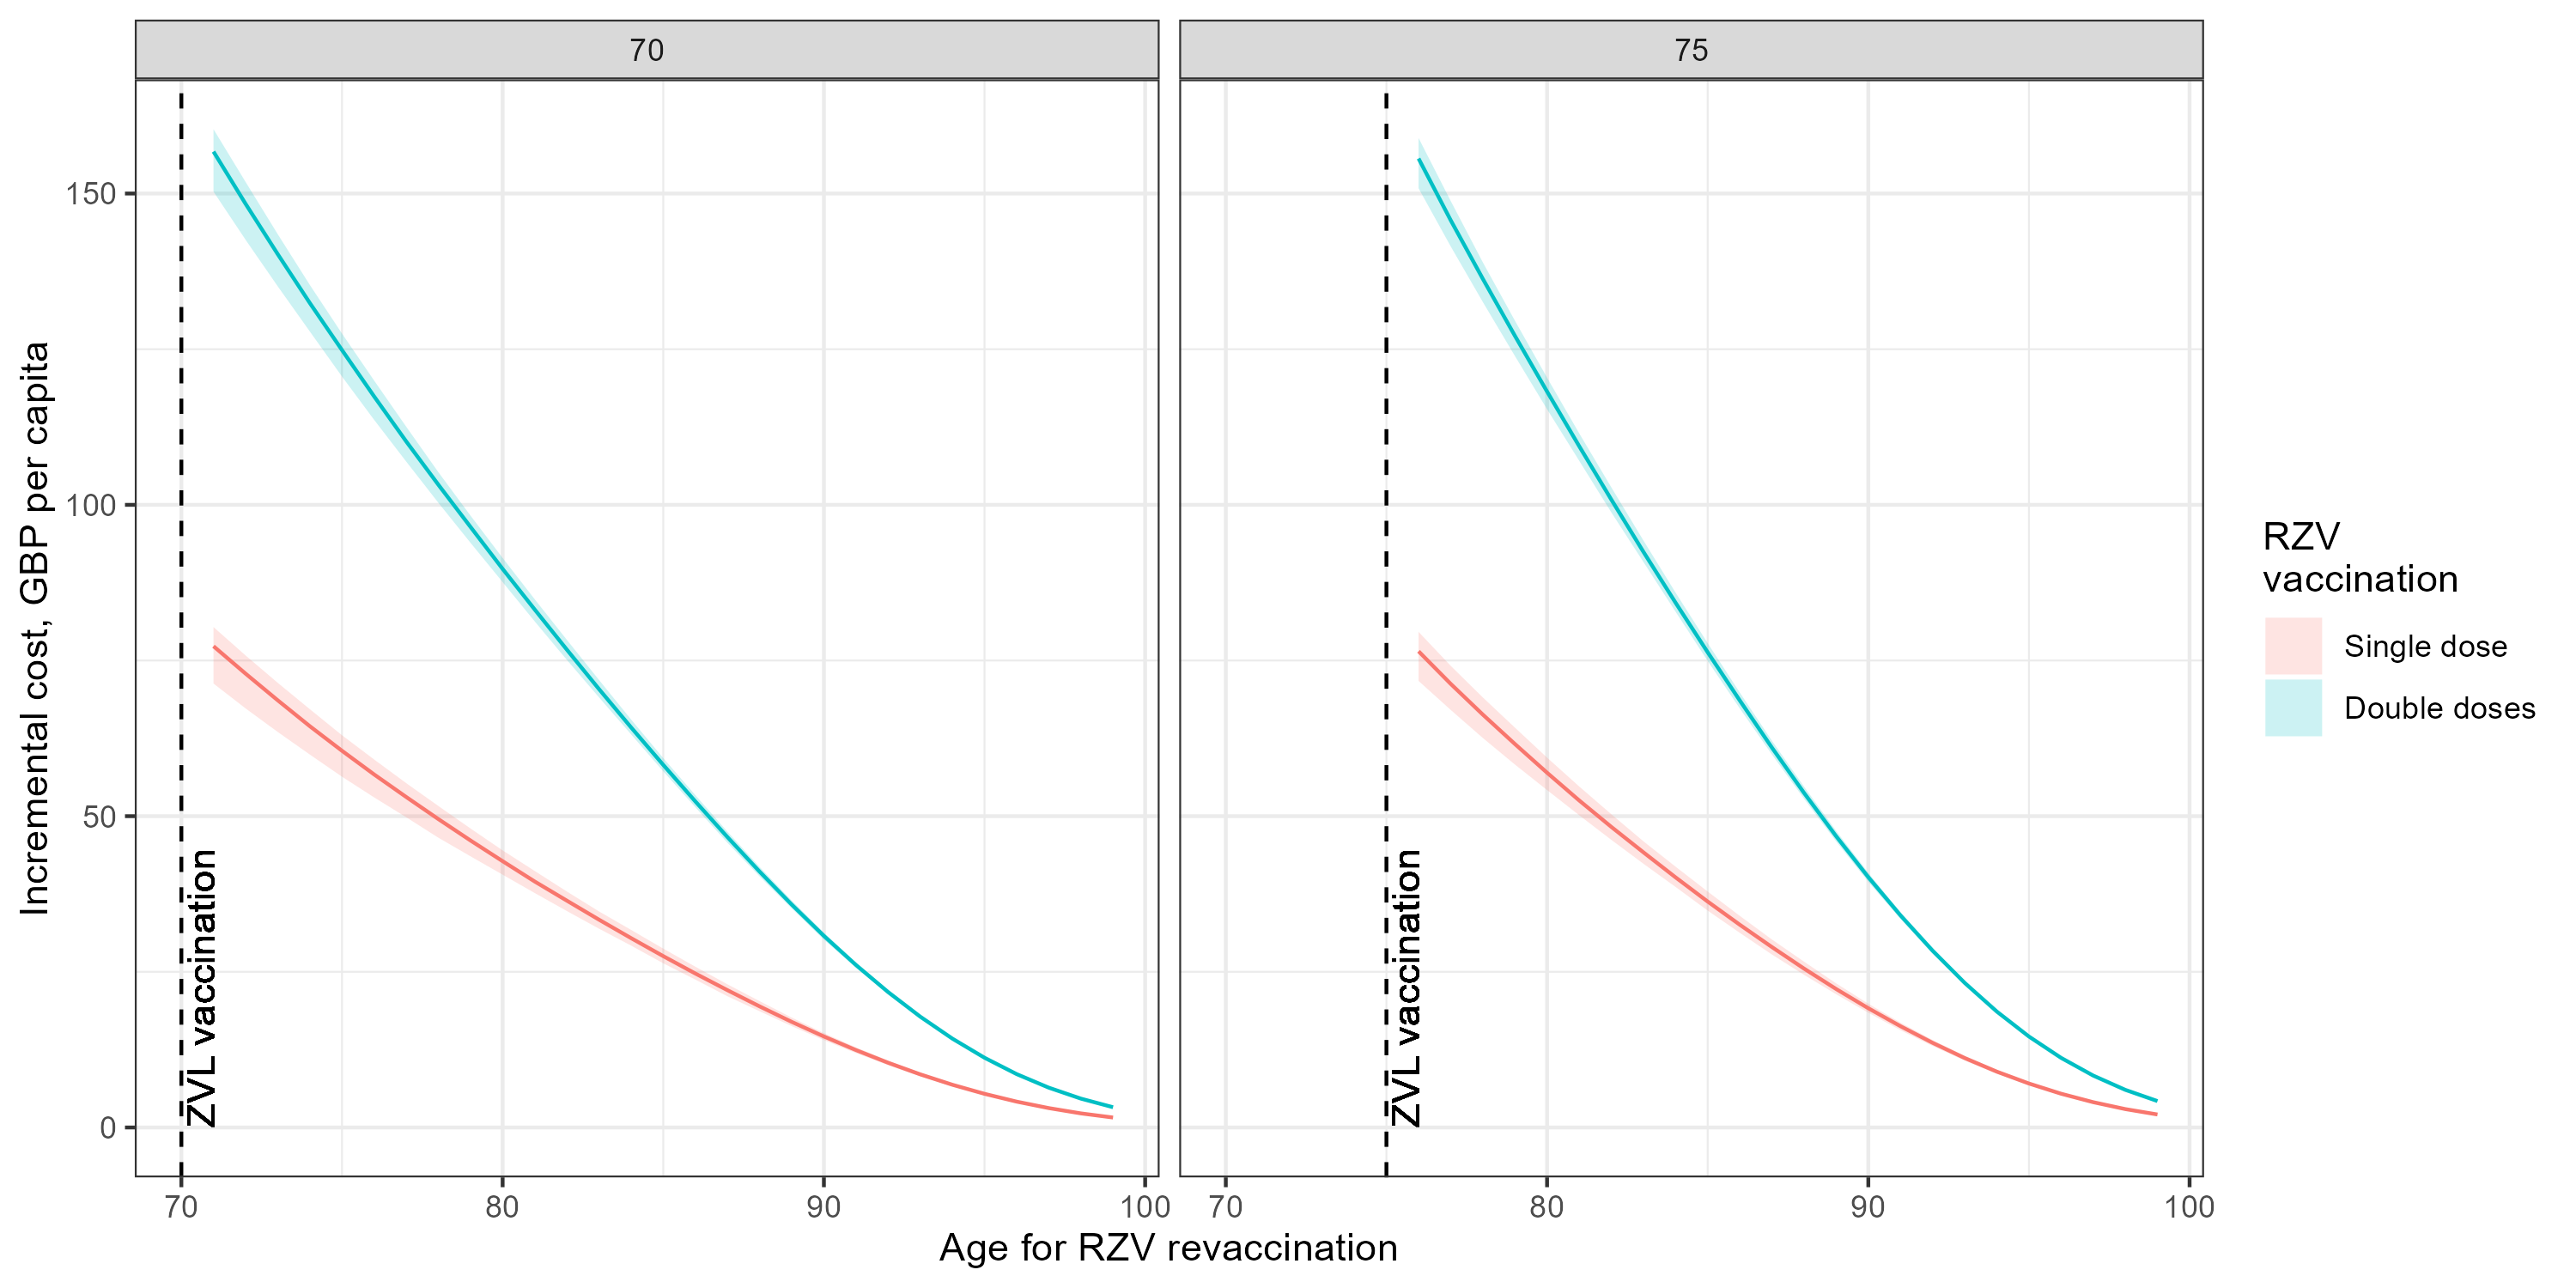 70
75
Incremental cost, GBP per capita
150
100
50
0
ZVL vaccination
ZVL vaccination
70
80
90
100
70
80
90
100
Age for RZV revaccination
RZV
vaccination
Single dose
Double doses